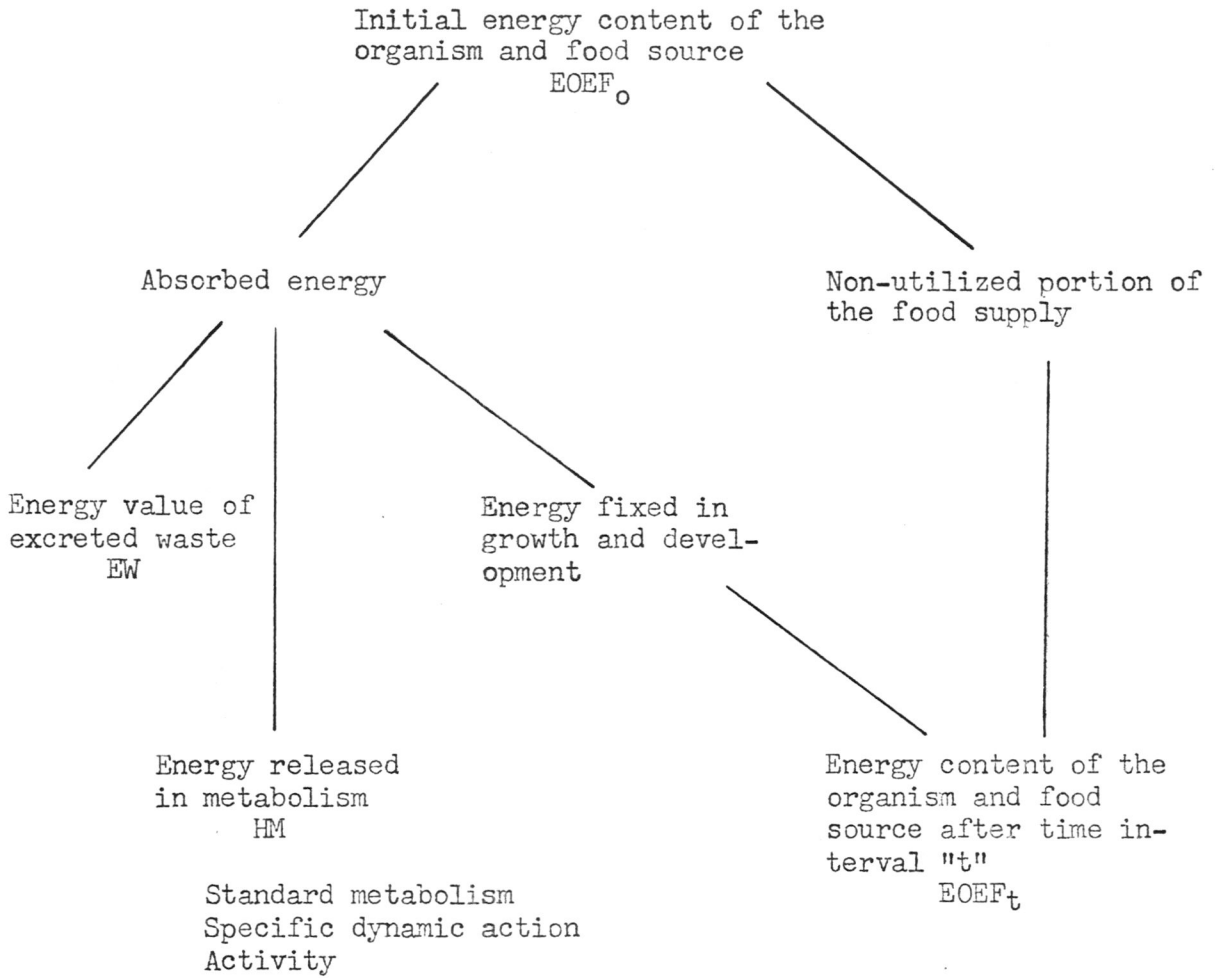 Initial energy content of the
organism and food source
EOEFo
Absorbed energy
Non-utilized portion of
the food supply
Energy value of
excreted waste
EW
Energy fixed in
growth and devel-
opment
Energy released
in metabolism
HM
Standard metabolism
Specific dynamic action
Activity
Energy content of the
organism and food
source after time in-
terval "t"
EOEFt